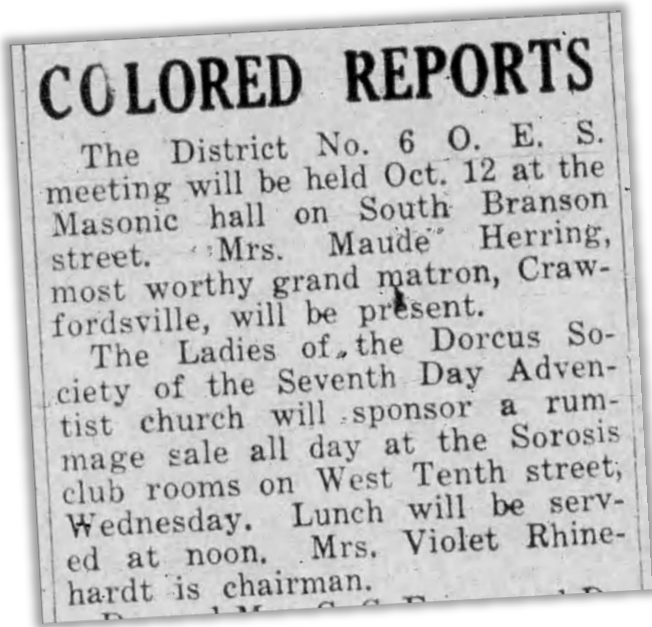 COLORED REPORTS
The District No. 6 O. E. S.
meeting will be held Oct. 12 at the
Masonic hall on South Branson
street. Mrs. Maude Herring,
most worthy grand matron, Craw-
fordsville, will be present.
The Ladies of the Dorcus So-
ciety of the Seventh Day Adven-
tist church will sponsor a rum-
mage sale all day at the Sorosis
club rooms on West Tenth street,
Wednesday. Lunch will be serv-
ed at noon. Mrs. Violet Rhine-
hardt is chairman.